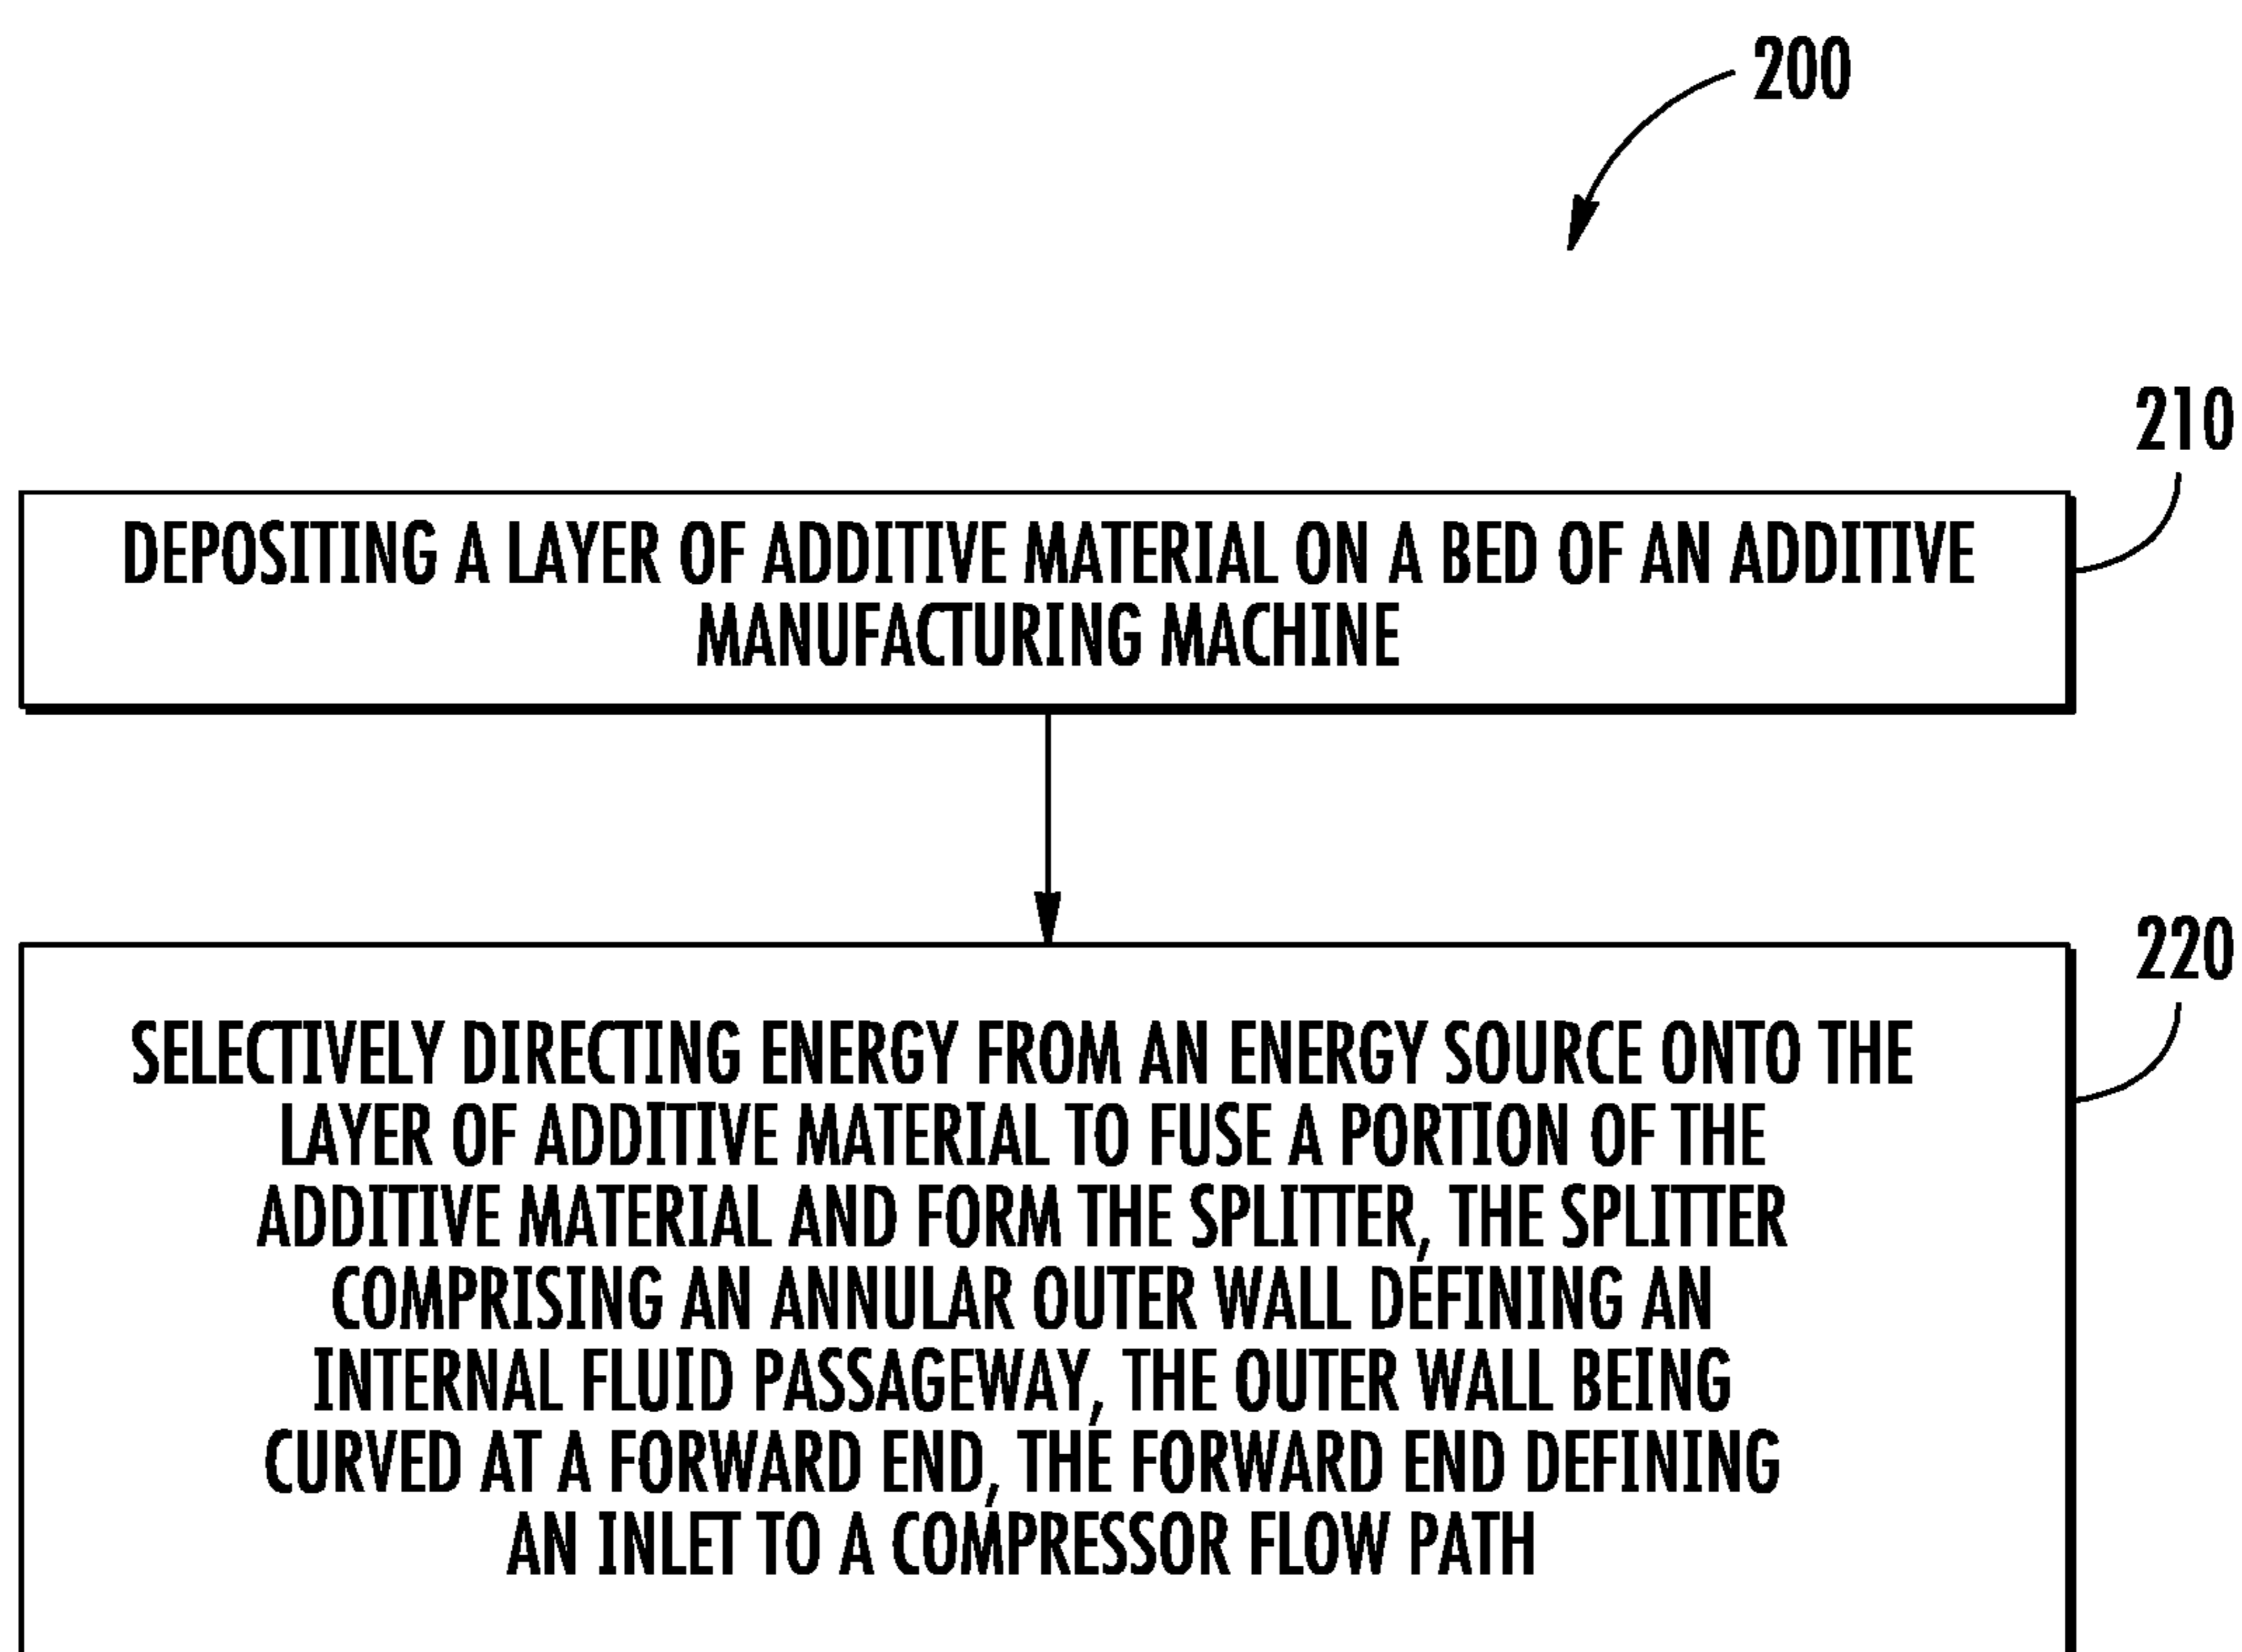 200
210
DEPOSITING A LAYER OF ADDITIVE MATERIAL ON A BED OF AN ADDITIVE
MANUFACTURING MACHINE
220
SELECTIVELY DIRECTING ENERGY FROM AN ENERGY SOURCE ONTO THE
LAYER OF ADDITIVE MATERIAL TO FUSE A PORTION OF THE
ADDITIVE MATERIAL AND FORM THE SPLITTER, THE SPLITTER
COMPRISING AN ANNULAR OUTER WALL DEFINING AN
INTERNAL FLUID PASSAGEWAY, THE OUTER WALL BEING
CURVED AT A FORWARD END, THE FORWARD END DEFINING
AN INLET TO A COMPRESSOR FLOW PATH